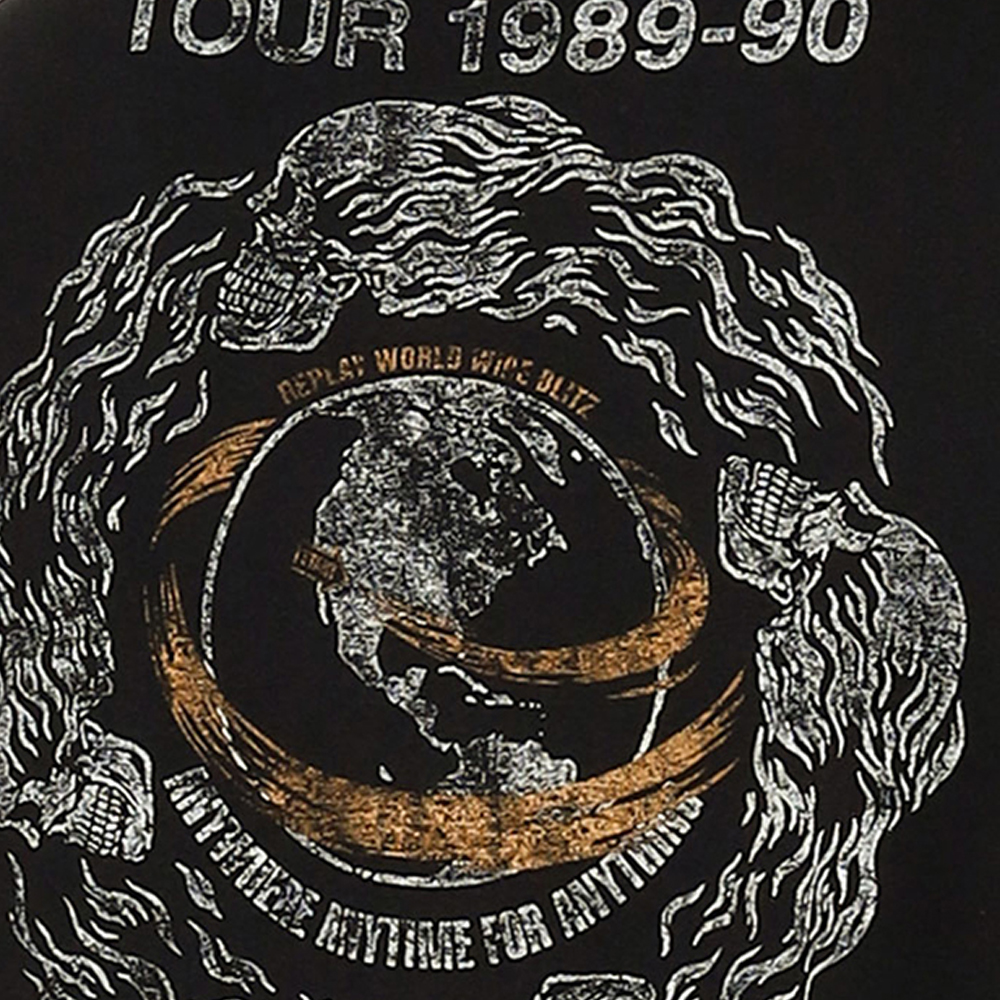 TOUR 1989-90
REPLAY WORLD WIDE BLITZ
ANYWHERE ANYTIME FOR ANYTHING